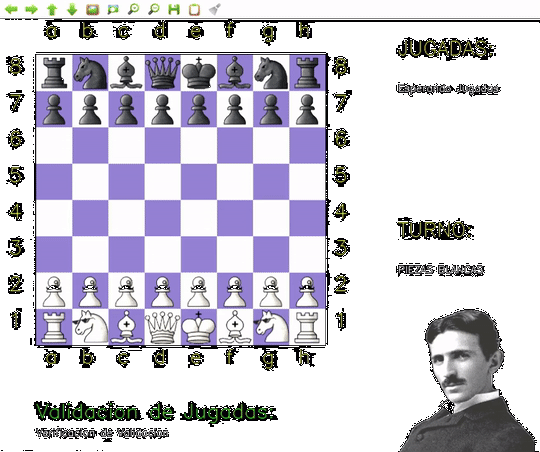 a b c d e f g h
JUGADAS:
8 8
Esperando Jugadas
7 7
6 6
5 5
4 4
TURNO:
3 3
PIEZAS BLANCAS
2 2
1 1
a b c d e f g h
Validacion de Jugadas: